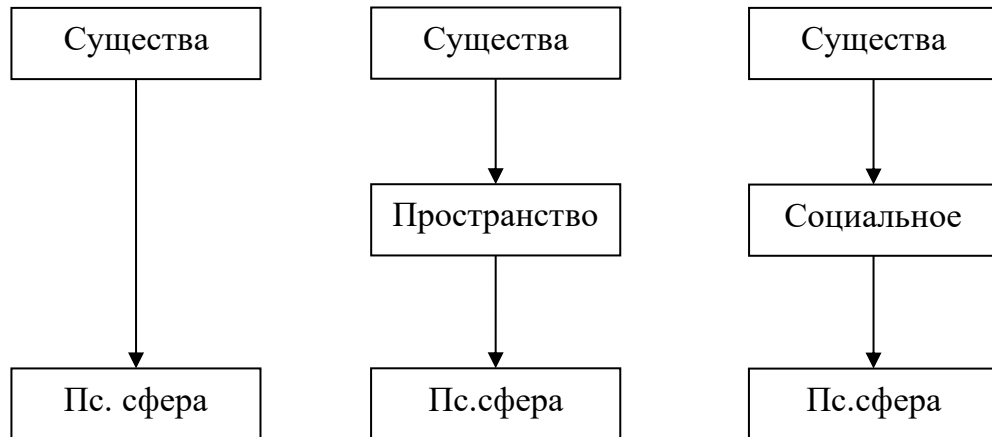 Существа
Существа
Существа
Пространство
Социальное
Пс. сфера
Пс.сфера
Пс.сфера